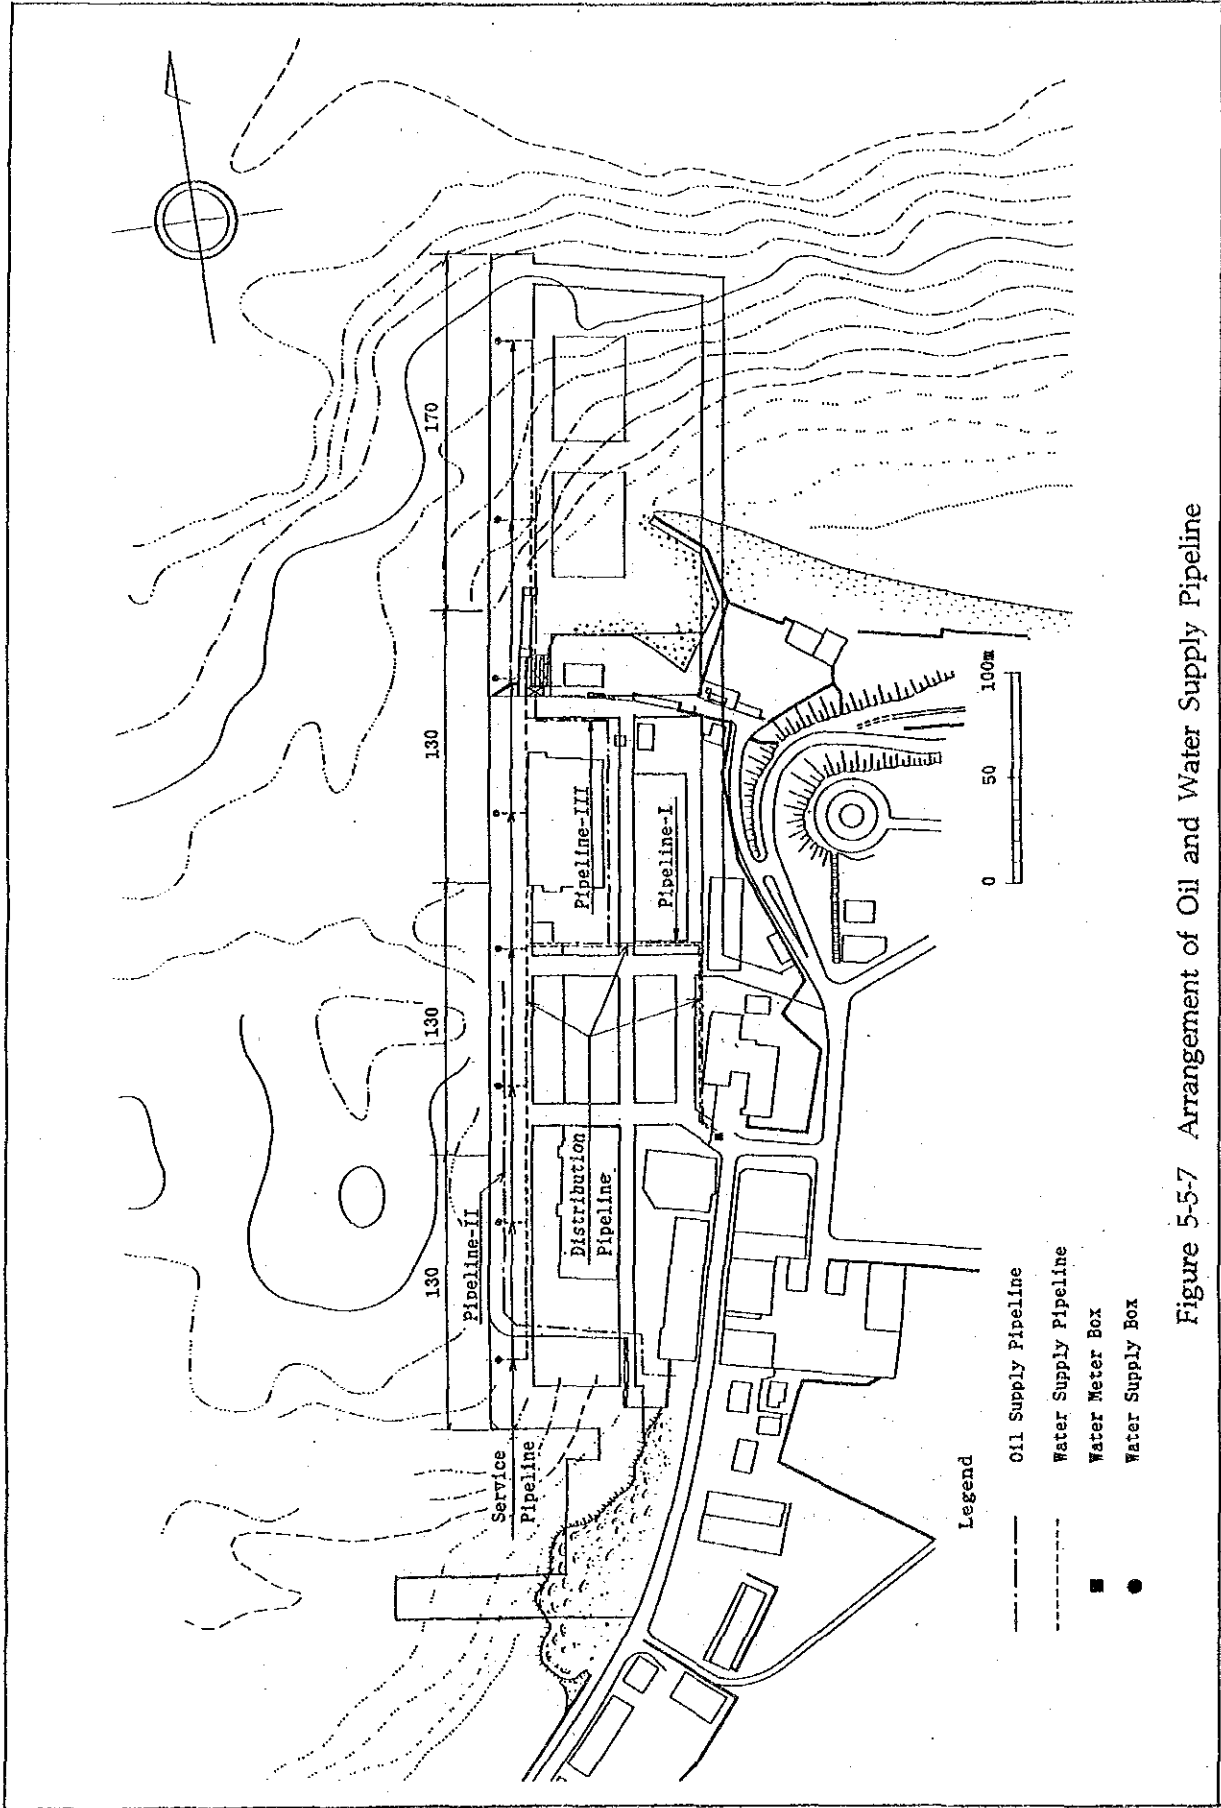 130
130
130
170
Pipeline-II
Service
Pipeline
Distribution
Pipeline
Pipeline-III
Pipeline-I
0
50
100m
Legend
Oil Supply Pipeline
Water Supply Pipeline
Water Meter Box
Water Supply Box
Figure 5-5-7 Arrangement of Oil and Water Supply Pipeline